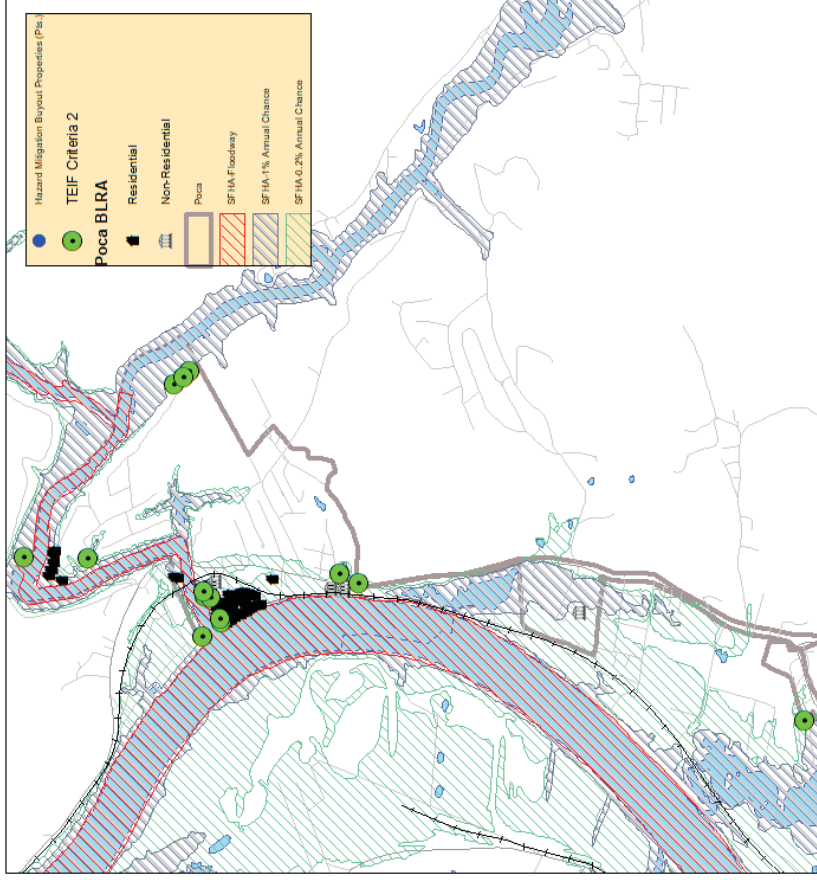 Hazard Mitigation Buyout Properties (Pts.)
TEIF Criteria 2
Poca BLRA
Residential
Non-Residential
Poca
SFHA-Floodway
SFHA-1% Annual Chance
SFHA-0.2% Annual Chance